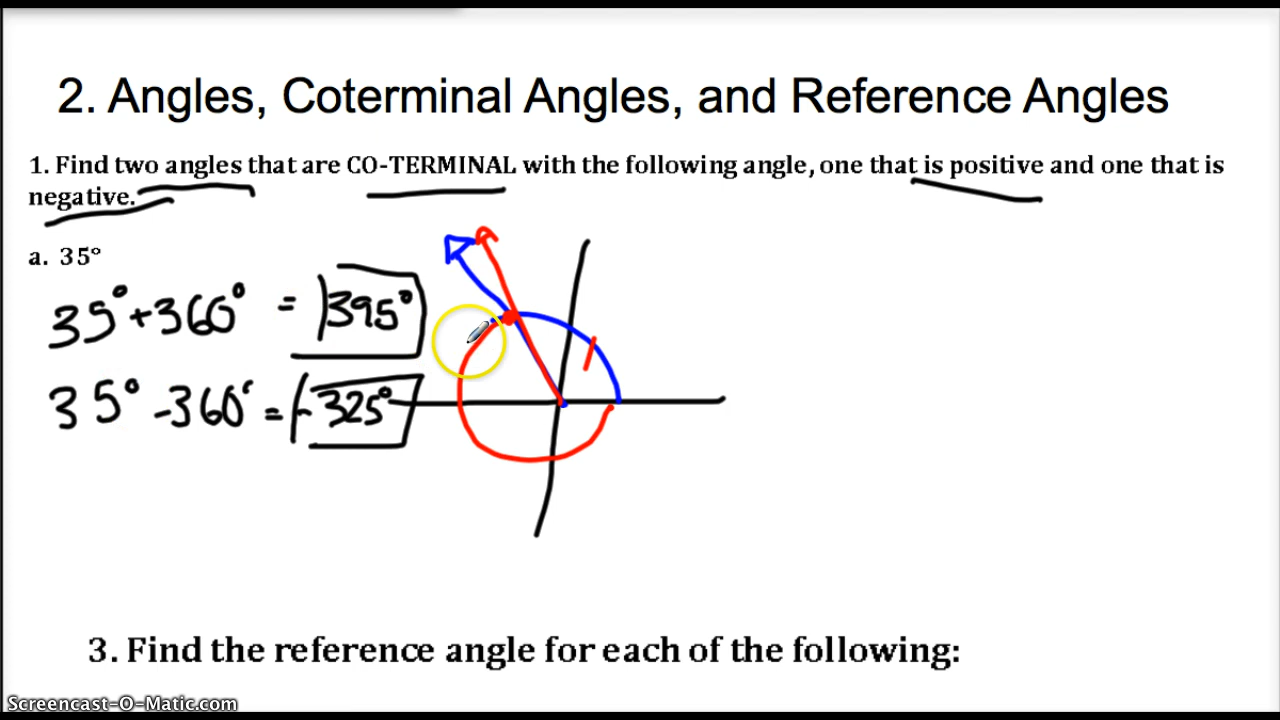 2. Angles, Coterminal Angles, and Reference Angles
1. Find two angles that are CO-TERMINAL with the following angle, one that is positive and one that is
negative.
a. 35°
35° + 360° = 395°
35° - 360° = -325°
3. Find the reference angle for each of the following:
Screencast-O-Matic.com